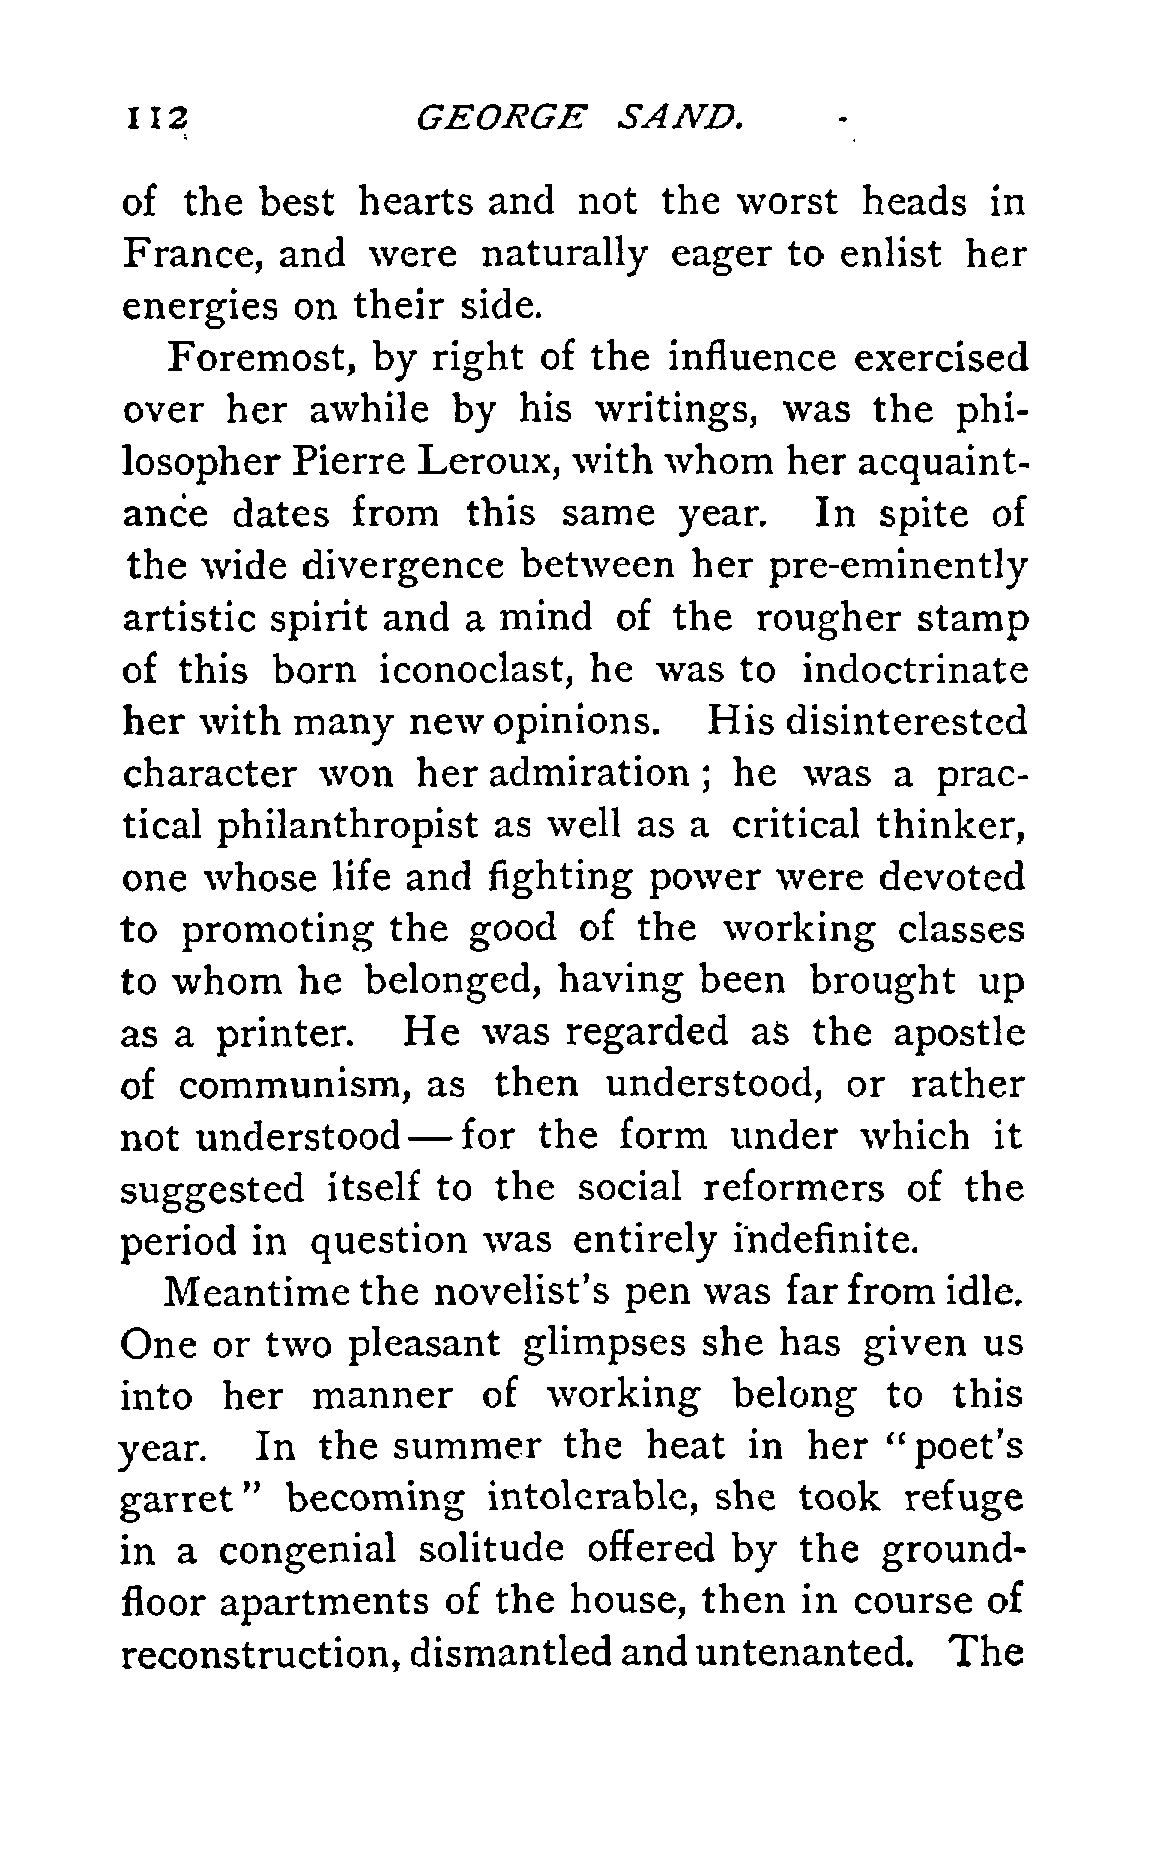 112 GEORGE SAND.
of the best hearts and not the worst heads in
France, and were naturally eager to enlist her
energies on their side.
Foremost, by right of the influence exercised
over her awhile by his writings, was the phi-
losopher Pierre Leroux, with whom her acquaint-
ance dates from this same year. In spite of
the wide divergence between her pre-eminently
artistic spirit and a mind of the rougher stamp
of this born iconoclast, he was to indoctrinate
her with many new opinions. His disinterested
character won her admiration ; he was a prac-
tical philanthropist as well as a critical thinker,
one whose life and fighting power were devoted
to promoting the good of the working classes
to whom he belonged, having been brought up
as a printer. He was regarded as the apostle
of communism, as then understood, or rather
not understood — for the form under which it
suggested itself to the social reformers of the
period in question was entirely indefinite.
Meantime the novelist's pen was far from idle.
One or two pleasant glimpses she has given us
into her manner of working belong to this
year. In the summer the heat in her “ poet's
garret ” becoming intolerable, she took refuge
in a congenial solitude offered by the ground-
floor apartments of the house, then in course of
reconstruction, dismantled and untenanted. The